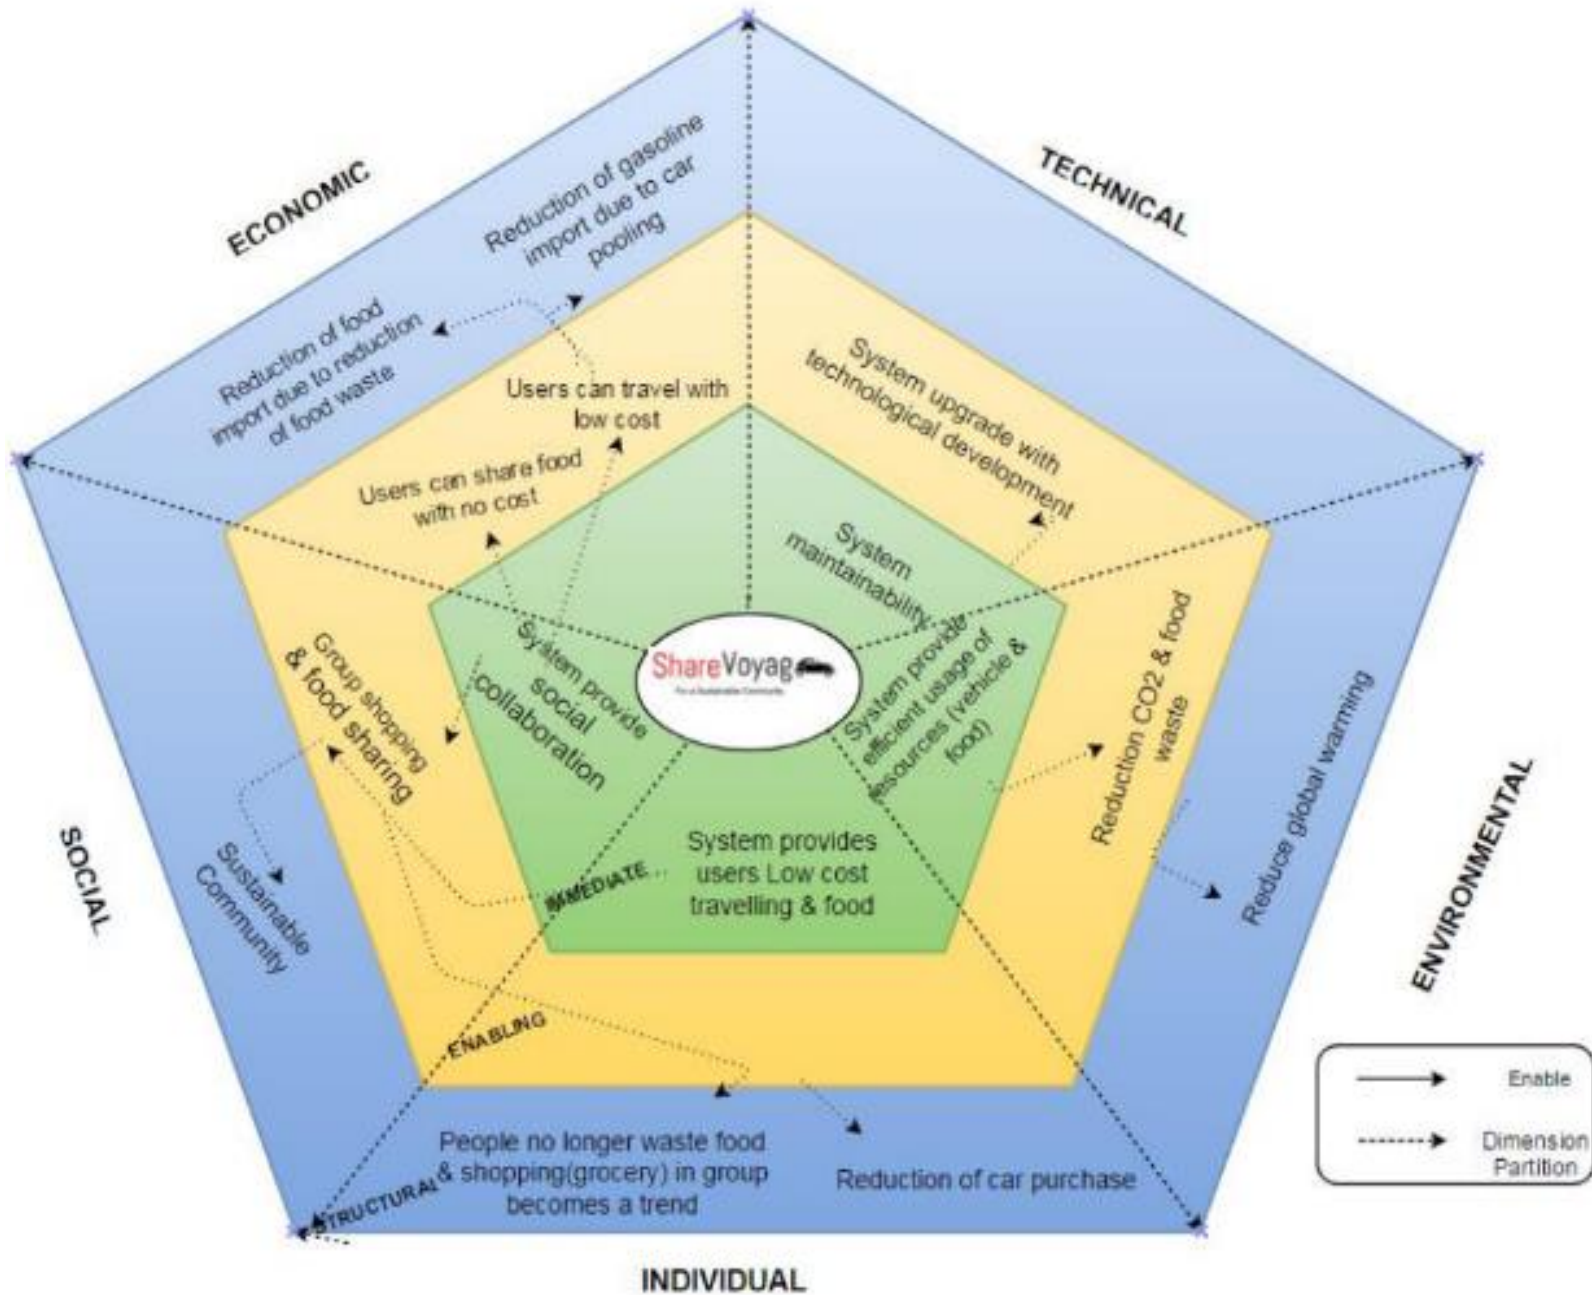 ECONOMIC
TECHNICAL
Reduction of gasoline
import due to car
pooling
Reduction of food
import due to reduction
of food waste
Users can travel with
low cost
Users can share food
with no cost
System upgrade with
technological development
System
maintainability
System provide
social
collaboration
ShareVoyag
For a Sustainable Community
System provide
efficient usage of
resources (vehicle &
food)
Group shopping
& food sharing
Reduction CO2 & food
waste
Reduce global warming
SOCIAL
ENVIRONMENTAL
Sustainable
Community
System provides
users Low cost
travelling & food
IMMEDIATE
ENABLING
STRUCTURAL
People no longer waste food
& shopping(grocery) in group
becomes a trend
Reduction of car purchase
INDIVIDUAL
Enable
Dimension
Partition